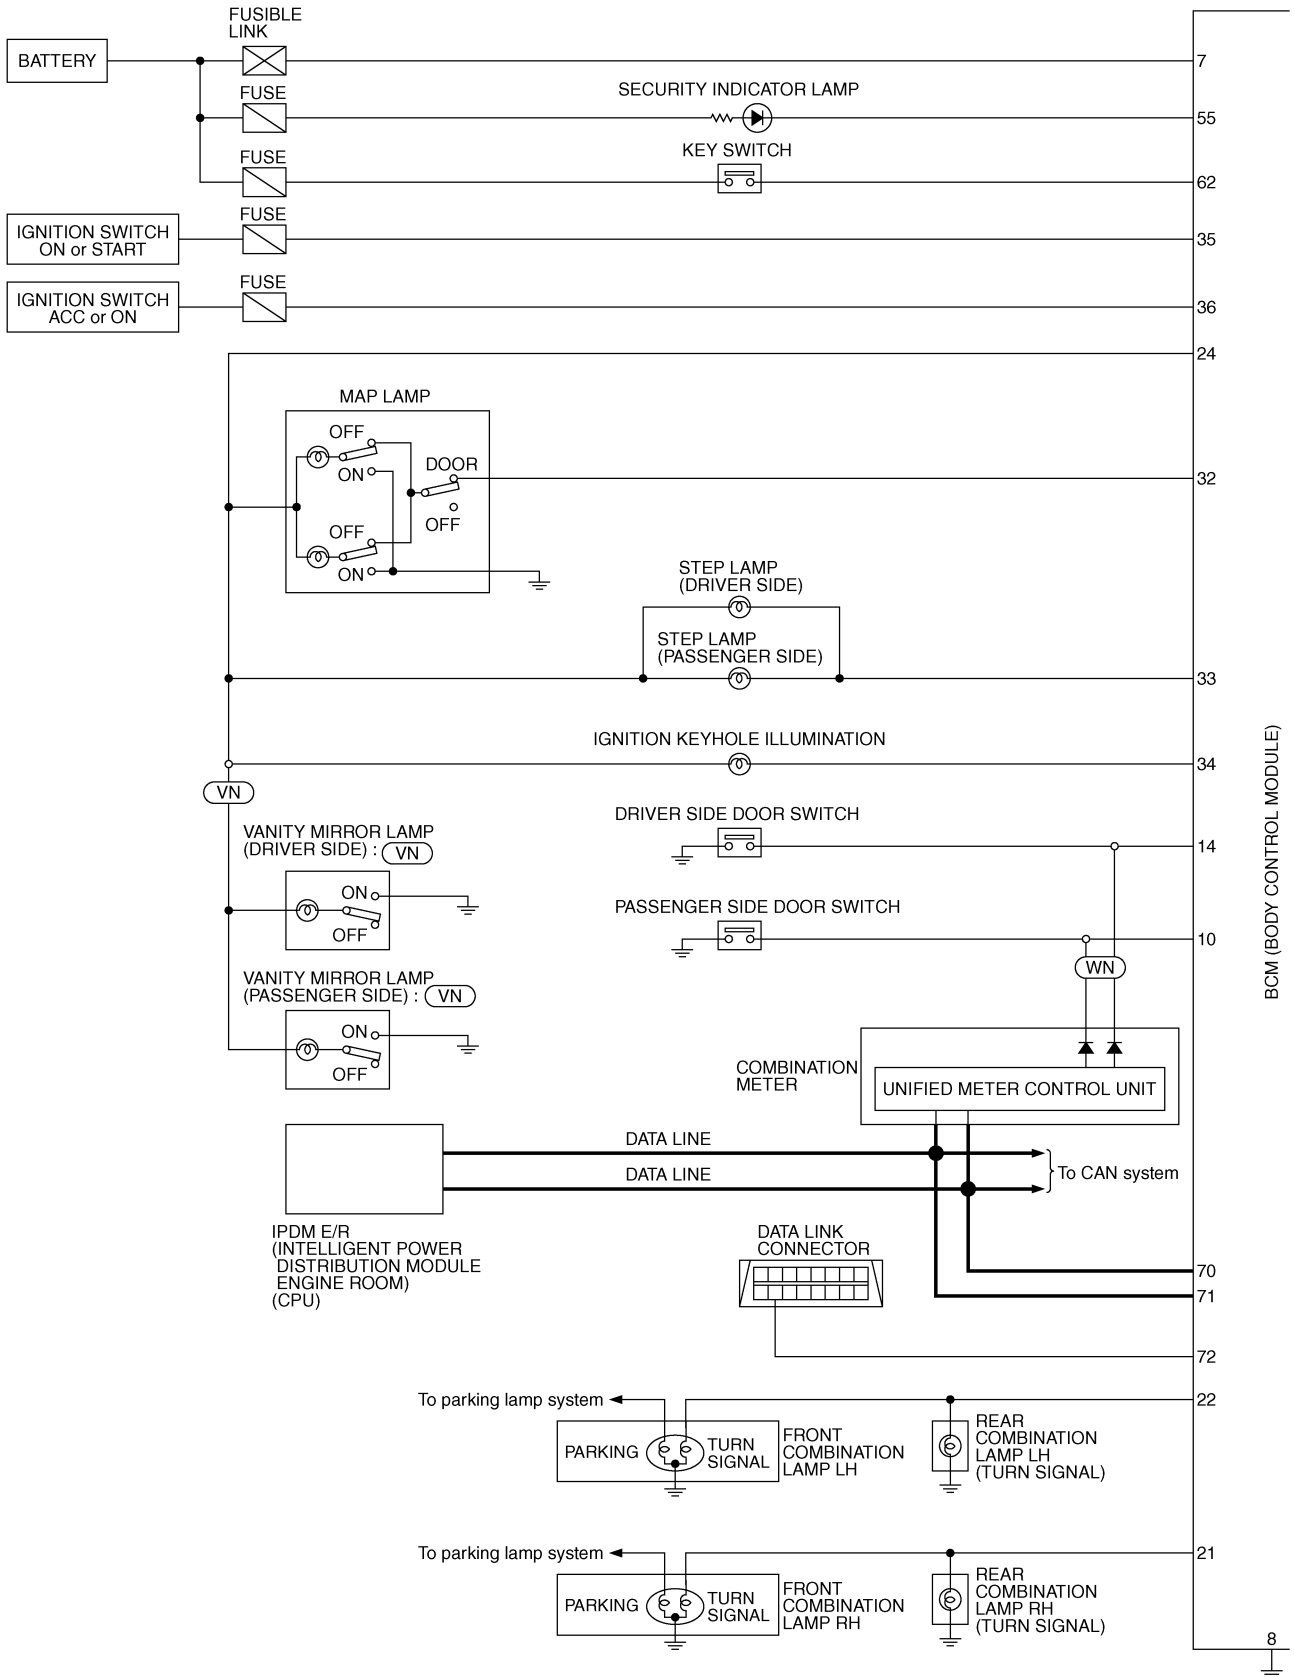 FUSIBLE
LINK
BATTERY
7
FUSE
SECURITY INDICATOR LAMP
55
FUSE
KEY SWITCH
62
FUSE
IGNITION SWITCH
ON or START
35
FUSE
IGNITION SWITCH
ACC or ON
36
24
MAP LAMP
OFF
ON
DOOR
32
OFF
OFF
ON
STEP LAMP
(DRIVER SIDE)
STEP LAMP
(PASSENGER SIDE)
33
IGNITION KEYHOLE ILLUMINATION
34
VN
DRIVER SIDE DOOR SWITCH
14
VANITY MIRROR LAMP
(DRIVER SIDE) : VN
ON
OFF
PASSENGER SIDE DOOR SWITCH
10
WN
BCM (BODY CONTROL MODULE)
VANITY MIRROR LAMP
(PASSENGER SIDE) : VN
ON
OFF
COMBINATION
METER
UNIFIED METER CONTROL UNIT
DATA LINE
DATA LINE
To CAN system
IPDM E/R
(INTELLIGENT POWER
DISTRIBUTION MODULE
ENGINE ROOM)
(CPU)
DATA LINK
CONNECTOR
70
71
72
To parking lamp system
22
PARKING
TURN
SIGNAL
FRONT
COMBINATION
LAMP LH
REAR
COMBINATION
LAMP LH
(TURN SIGNAL)
To parking lamp system
21
PARKING
TURN
SIGNAL
FRONT
COMBINATION
LAMP RH
REAR
COMBINATION
LAMP RH
(TURN SIGNAL)
8